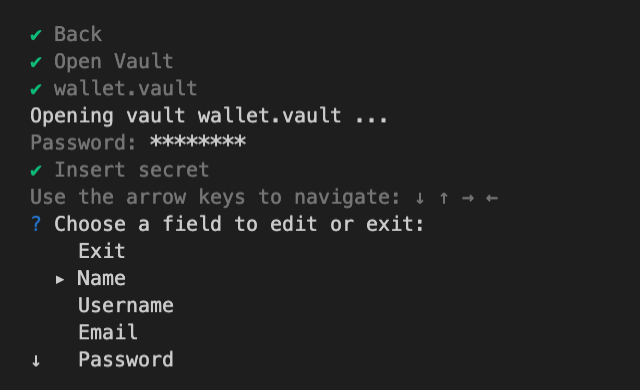 ✔ Back
✔ Open Vault
✔ wallet.vault
Opening vault wallet.vault ...
Password: ********
✔ Insert secret
Use the arrow keys to navigate: ↓ ↑ → ←
? Choose a field to edit or exit:
Exit
▸ Name
Username
Email
↓ Password